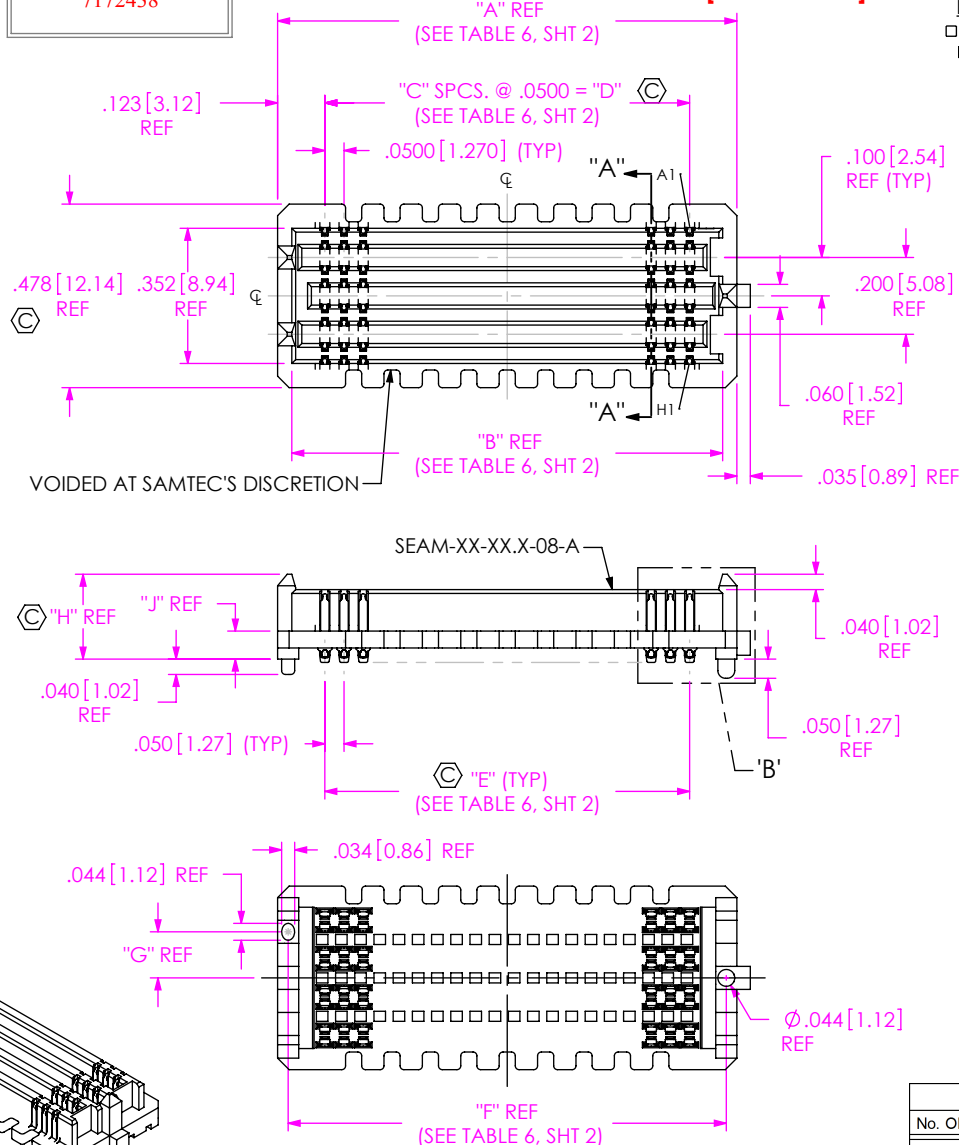 7172438
"A" REF
(SEE TABLE 6, SHT 2)
"C" SPCS. @ .0500 = "D"
C
(SEE TABLE 6, SHT 2)
.123[3.12]
REF
.0500[1.270] (TYP)
"A"
A1
.100[2.54]
REF (TYP)
℄
.478[12.14]
REF
C
.352[8.94]
REF
℄
.200[5.08]
REF
.060[1.52]
REF
"A"
H1
"B" REF
(SEE TABLE 6, SHT 2)
.035[0.89] REF
VOIDED AT SAMTEC'S DISCRETION
SEAM-XX-XX.X-08-A
C "H" REF
"J" REF
.040[1.02]
REF
.040[1.02]
REF
.050[1.27] (TYP)
.050[1.27]
REF
C "E" (TYP)
(SEE TABLE 6, SHT 2)
'B'
.034[0.86] REF
.044[1.12] REF
"G" REF
Ø.044[1.12]
REF
"F" REF
(SEE TABLE 6, SHT 2)